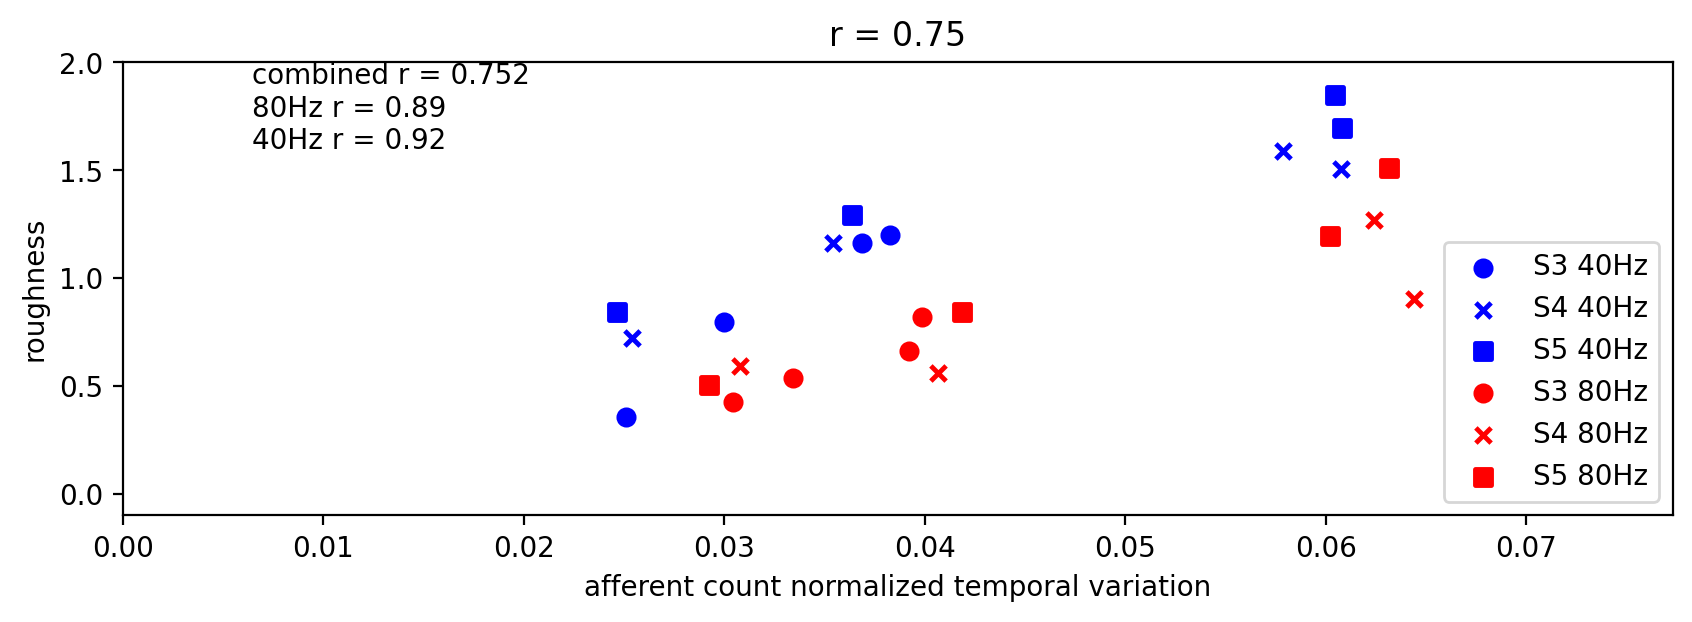 r = 0.75
combined r = 0.752
80Hz r = 0.89
40Hz r = 0.92
2.0
1.5
1.0
0.5
0.0
roughness
S3 40Hz
S4 40Hz
S5 40Hz
S3 80Hz
S4 80Hz
S5 80Hz
0.00 0.01 0.02 0.03 0.04 0.05 0.06 0.07
afferent count normalized temporal variation